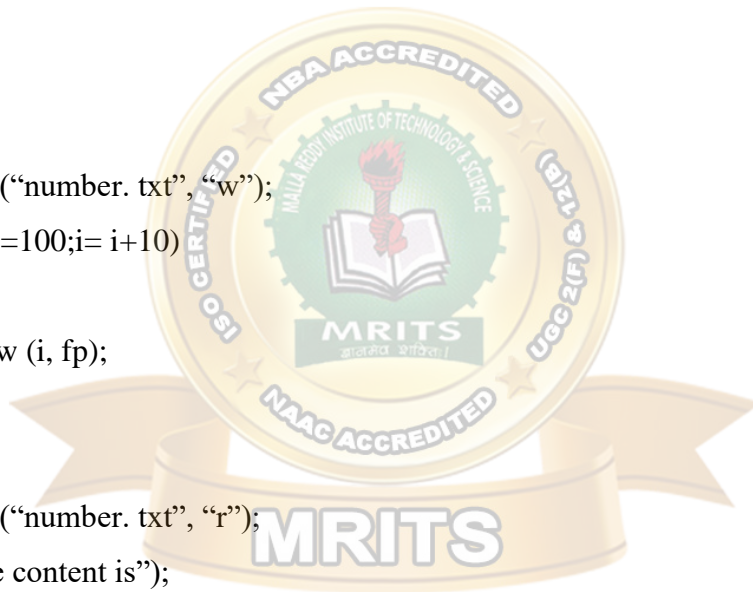 NBA ACCREDITED
ISO CERTIFIED
UGC 2(F) & 12(B)
MALLA REDDY INSTITUTE OF TECHNOLOGY & SCIENCE
(“number. txt”, “w”);
=100;i= i+10)
MRITS
w (i, fp);
NAAC ACCREDITED
(“number. txt”, “r”);
MRITS
e content is”);